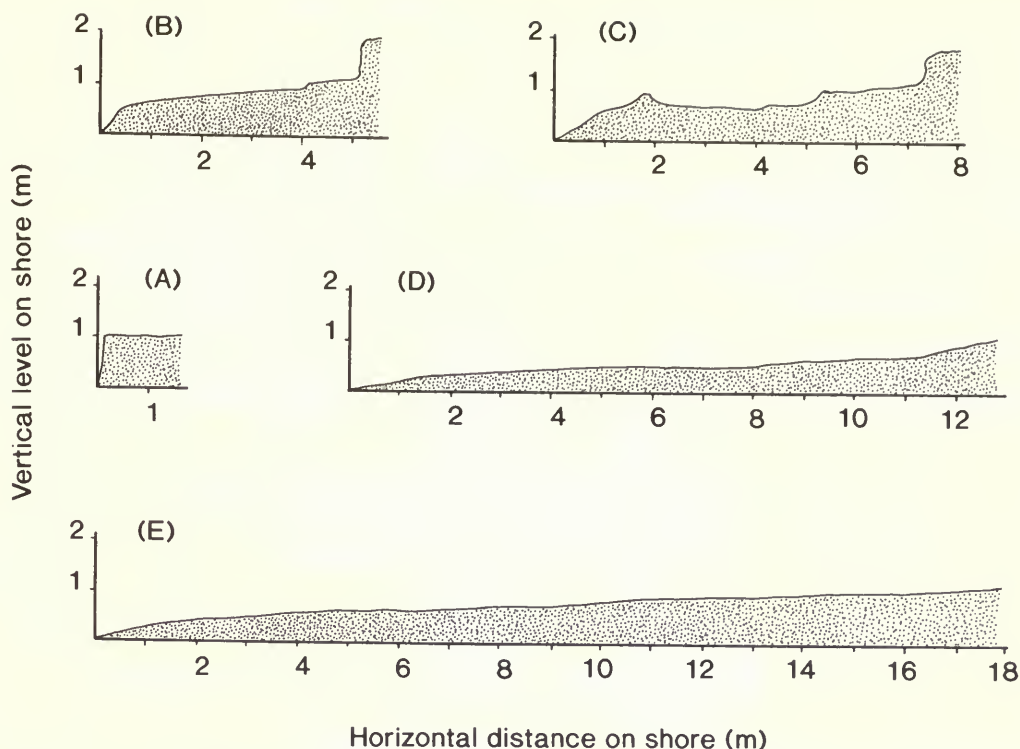 (B)
2
1
2 4
(C)
2
1
2 4 6 8
Vertical level on shore (m)
(A)
2
1
1
(D)
2
1
2 4 6 8 10 12
(E)
2
1
2 4 6 8 10 12 14 16 18
Horizontal distance on shore (m)